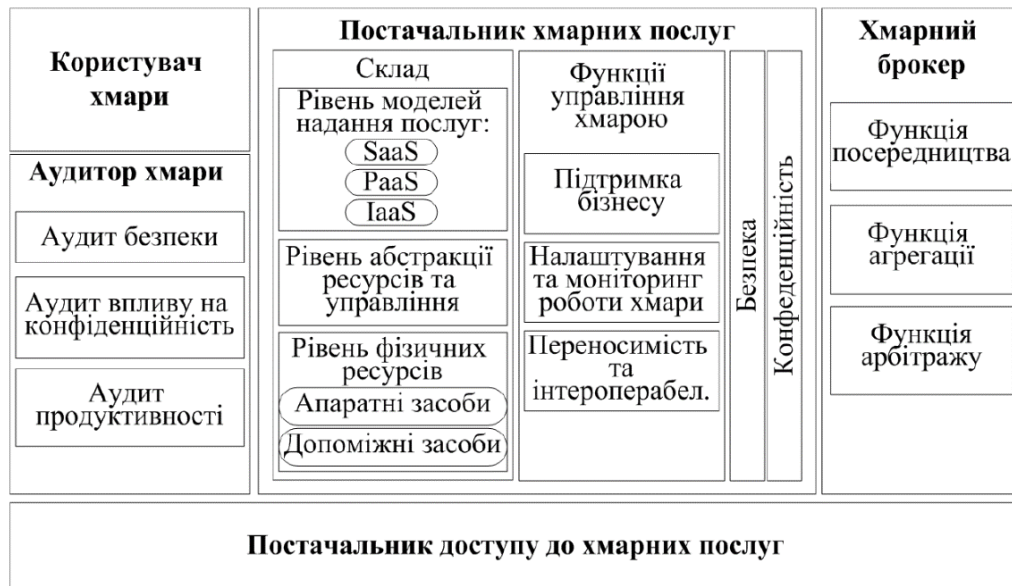 Користувач
хмари
Аудитор хмари
Аудит безпеки
Аудит впливу на
конфіденційність
Аудит
продуктивності
Постачальник хмарних послуг
Склад
Рівень моделей
надання послуг:
SaaS
PaaS
IaaS
Рівень абстракції
ресурсів та
управління
Рівень фізичних
ресурсів
Апаратні засоби
Допоміжні засоби
Функції
управління
хмарою
Підтримка
бізнесу
Налаштування
та моніторинг
роботи хмари
Переносимість
та
інтероперабел.
Безпека
Конфеденційність
Хмарний
брокер
Функція
посередництва
Функція
агрегації
Функція
арбітражу
Постачальник доступу до хмарних послуг